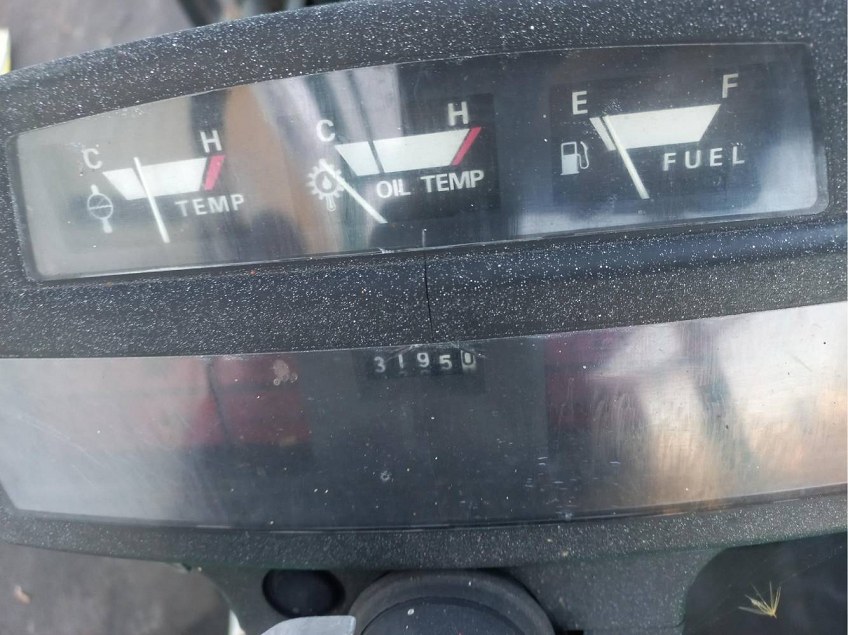 C H TEMP
C H OIL TEMP
E F FUEL
31950